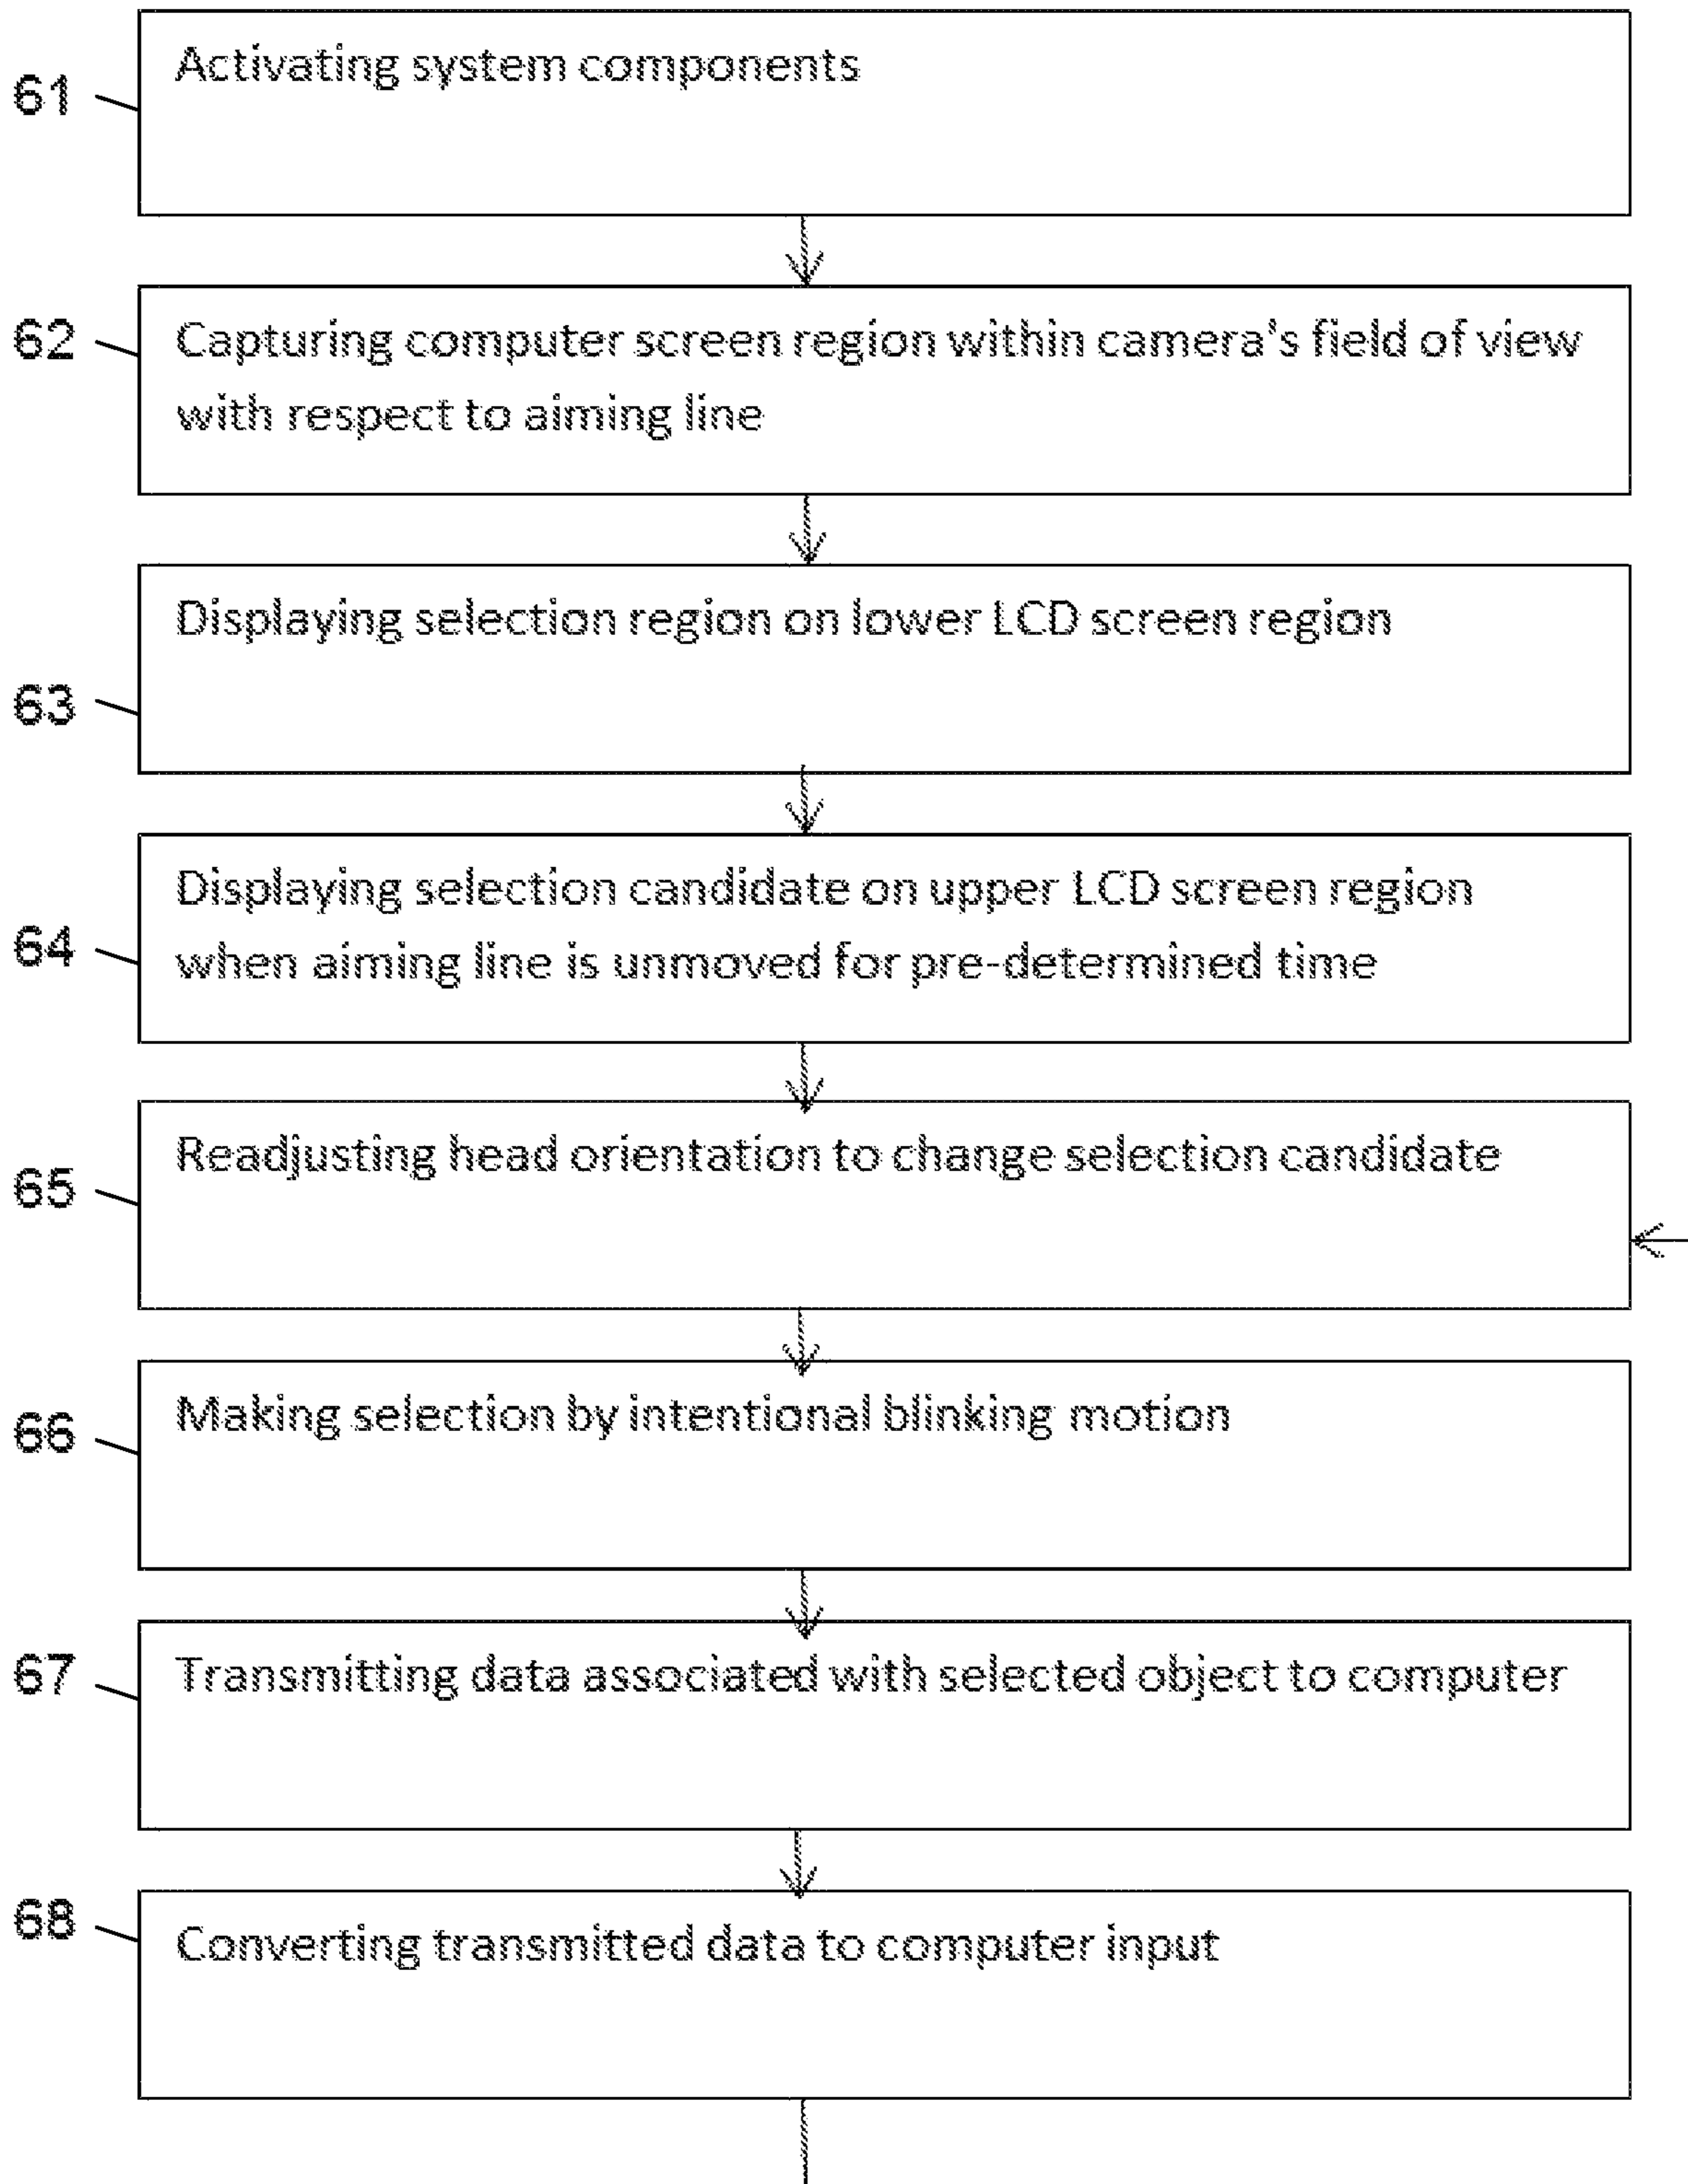 61
Activating system components
62
Capturing computer screen region within camera's field of view
with respect to aiming line
Displaying selection region on lower LCD screen region
63
Displaying selection candidate on upper LCD screen region
64
when aiming line is unmoved for pre-determined time
Readjusting head orientation to change selection candidate
65
Making selection by intentional blinking motion
66
67
Transmitting data associated with selected object to computer
68
Converting transmitted data to computer input